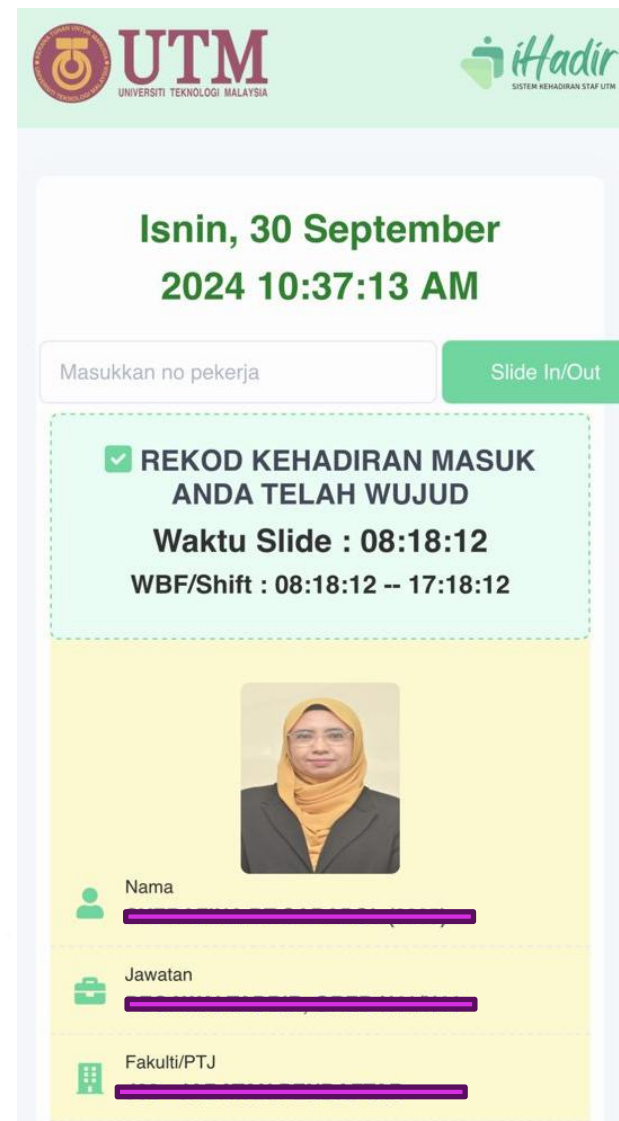 UTM
UNIVERSITI TEKNOLOGI MALAYSIA
iHadir
SISTEM KEHADIRAN STAF UTM
Isnin, 30 September
2024 10:37:13 AM
Masukkan no pekerja
Slide In/Out
REKOD KEHADIRAN MASUK
ANDA TELAH WUJUD
Waktu Slide : 08:18:12
WBF/Shift : 08:18:12 -- 17:18:12
Nama
Jawatan
Fakulti/PTJ